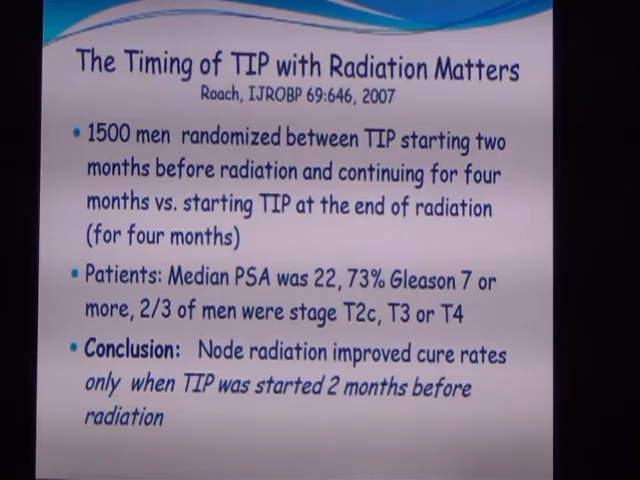 The Timing of TIP with Radiation Matters
Roach, IJROBP 69:646, 2007
• 1500 men randomized between TIP starting two
months before radiation and continuing for four
months vs. starting TIP at the end of radiation
(for four months)
• Patients: Median PSA was 22, 73% Gleason 7 or
more, 2/3 of men were stage T2c, T3 or T4
• Conclusion: Node radiation improved cure rates
only when TIP was started 2 months before
radiation